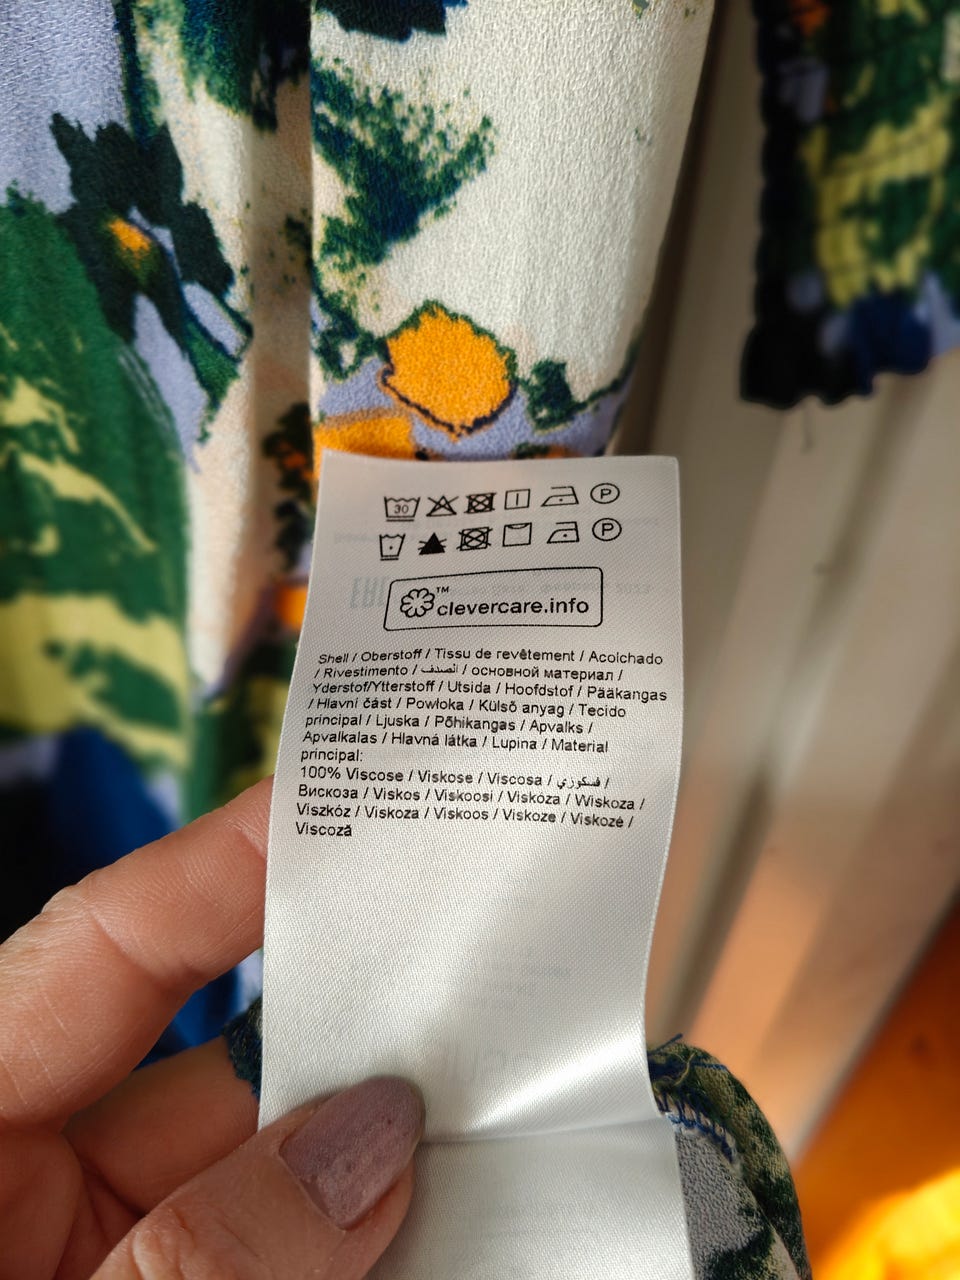 30 P
P
™ clevercare.info
Shell / Oberstoff / Tissu de revêtement / Acolchado
/ Rivestimento / الصدف / основной материал /
Yderstof/Ytterstoff / Utsida / Hoofdstof / Pääkangas
/ Hlavní část / Powłoka / Külső anyag / Tecido
principal / Ljuska / Põhikangas / Apvalks /
Apvalkalas / Hlavná látka / Lupina / Material
principal:
100% Viscose / Viskose / Viscosa / فسكوزي /
Вискоза / Viskos / Viskoosi / Viskóza / Wiskoza /
Viszkóz / Viskoza / Viskoos / Viskoze / Viskozė /
Viscoză